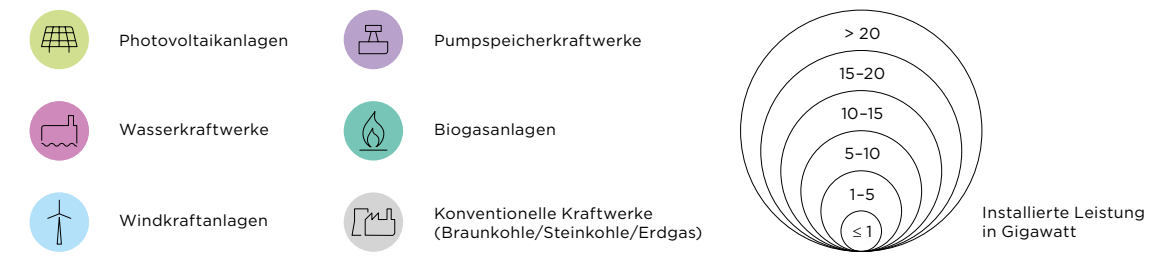 Photovoltaikanlagen
Pumpspeicherkraftwerke
Wasserkraftwerke
Biogasanlagen
Windkraftanlagen
Konventionelle Kraftwerke
(Braunkohle/Steinkohle/Erdgas)
> 20
15–20
10–15
5–10
1–5
≤ 1
Installierte Leistung
in Gigawatt